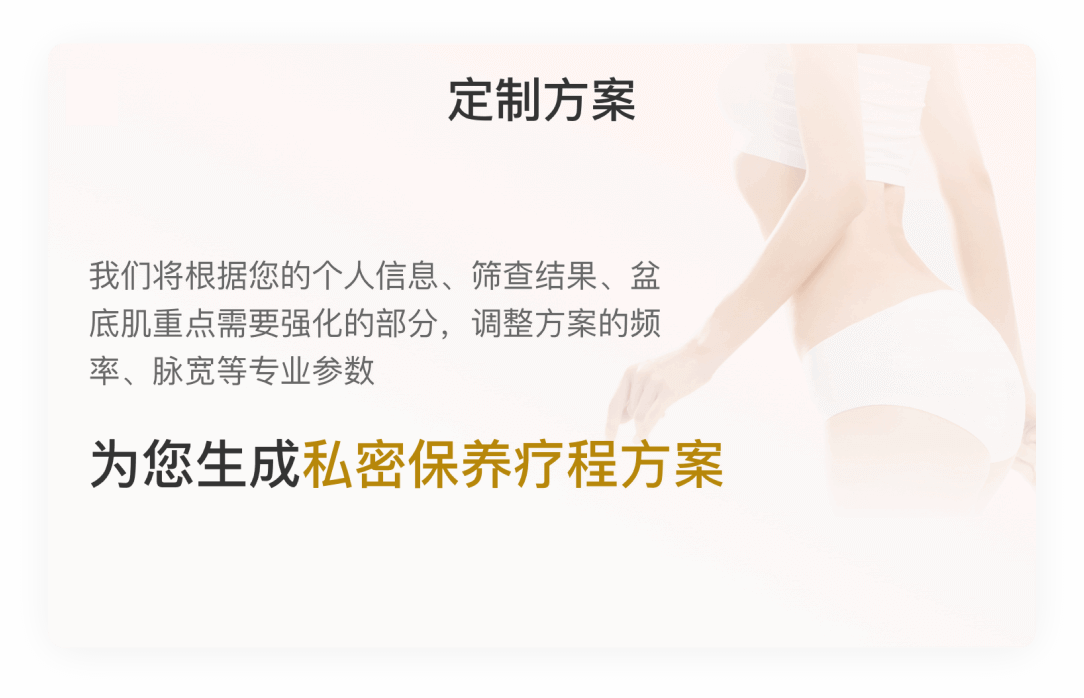 定制方案
我们将根据您的个人信息、筛查结果、盆
底肌重点需要强化的部分，调整方案的频
率、脉宽等专业参数
为您生成私密保养疗程方案